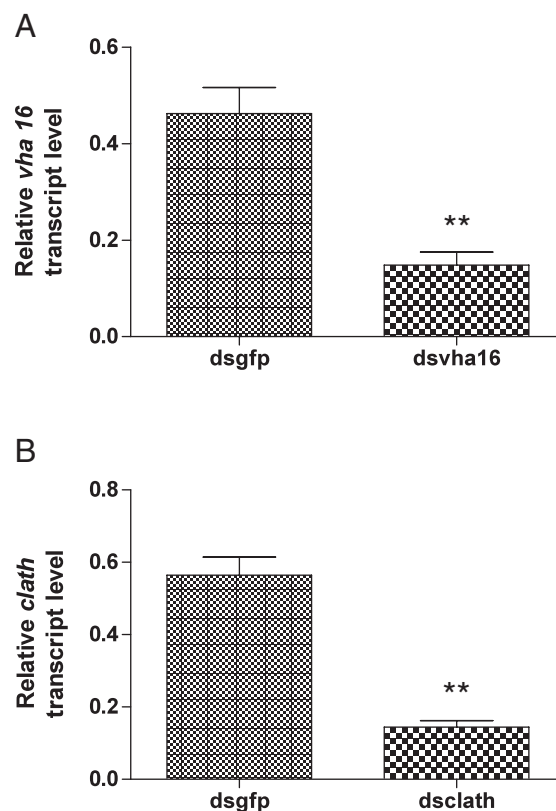 A
Relative vha 16
transcript level
0.6
0.4
0.2
0.0
**
dsgfp
dsvha16
B
Relative clath
transcript level
0.8
0.6
0.4
0.2
0.0
**
dsgfp
dsclath